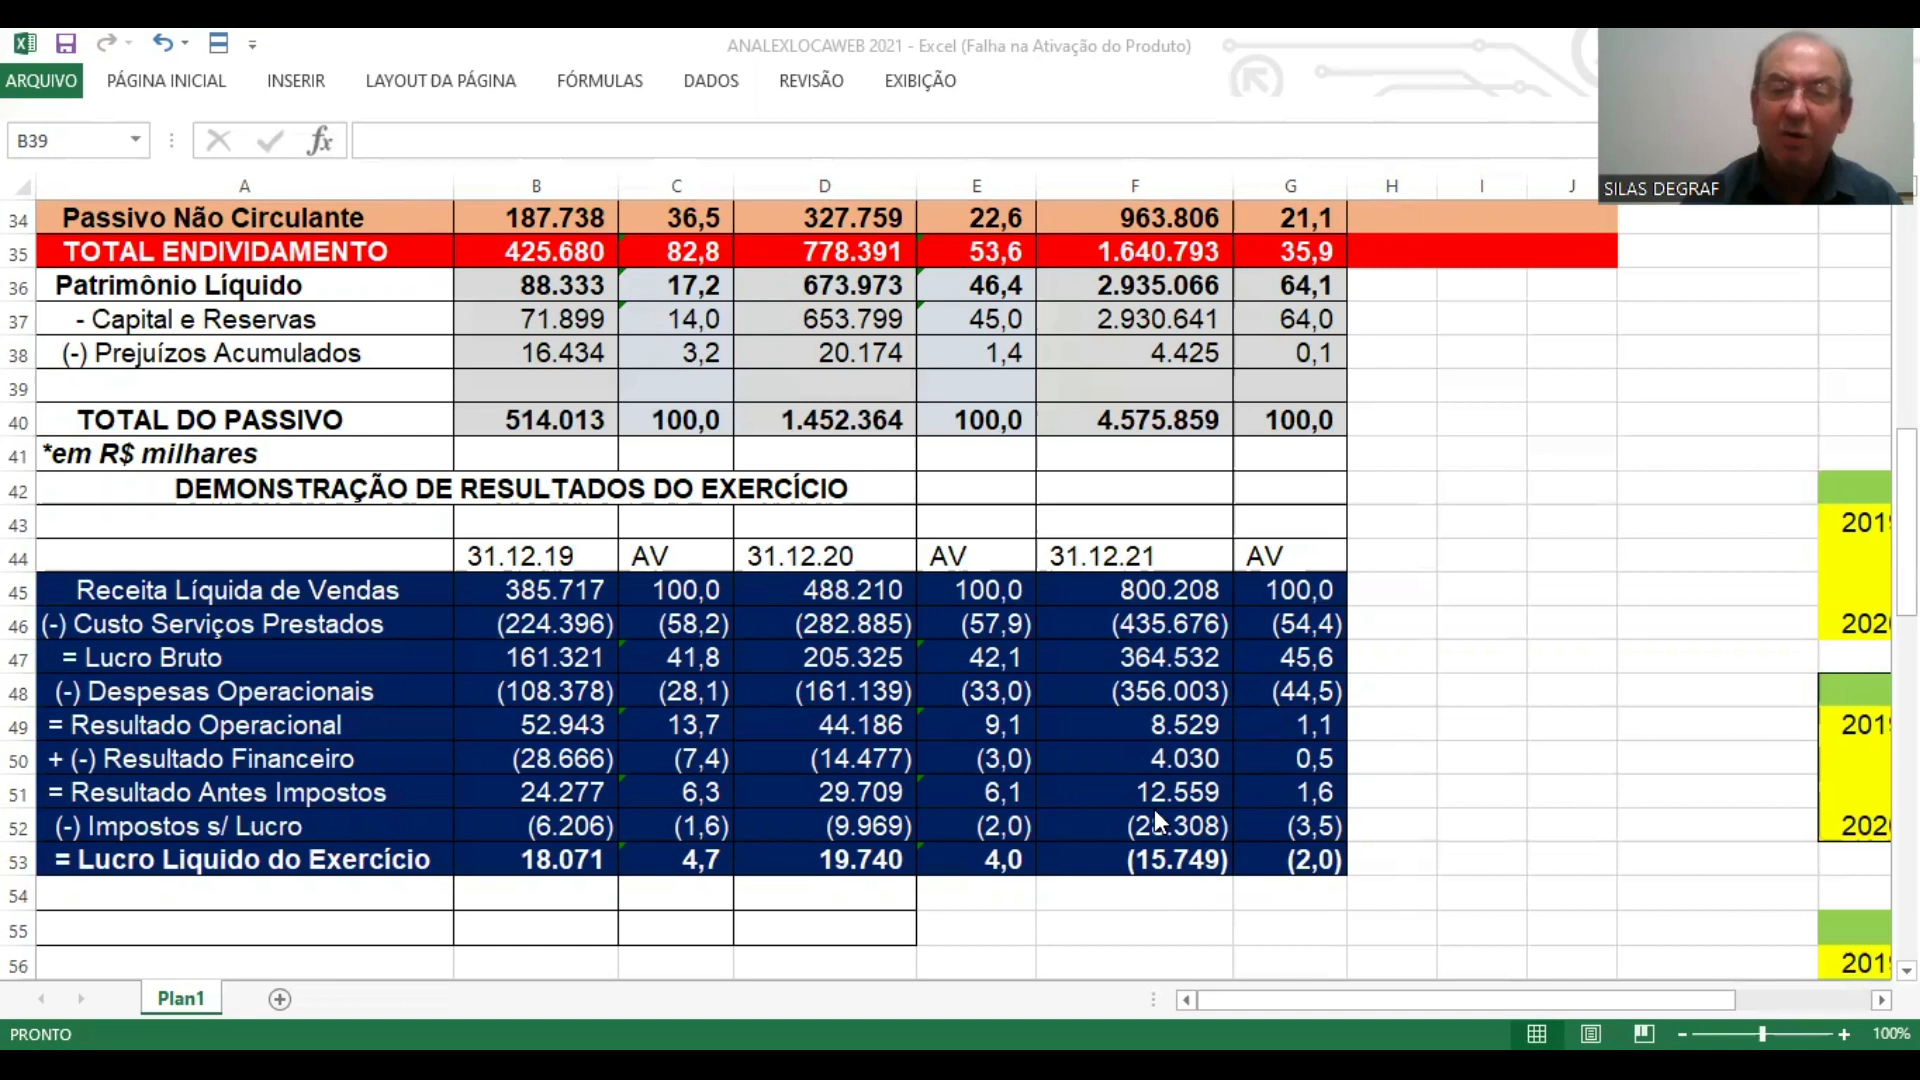 ANALEXLOCAWEB 2021 - Excel (Falha na Ativação do Produto)
ARQUIVO PÁGINA INICIAL INSERIR LAYOUT DA PÁGINA FÓRMULAS DADOS REVISÃO EXIBIÇÃO
B39 fx
SILAS DEGRAF
A B C D E F G H I J
34 Passivo Não Circulante 187.738 36,5 327.759 22,6 963.806 21,1
35 TOTAL ENDIVIDAMENTO 425.680 82,8 778.391 53,6 1.640.793 35,9
36 Patrimônio Líquido 88.333 17,2 673.973 46,4 2.935.066 64,1
37 - Capital e Reservas 71.899 14,0 653.799 45,0 2.930.641 64,0
38 (-) Prejuízos Acumulados 16.434 3,2 20.174 1,4 4.425 0,1
39
40 TOTAL DO PASSIVO 514.013 100,0 1.452.364 100,0 4.575.859 100,0
41 *em R$ milhares
42 DEMONSTRAÇÃO DE RESULTADOS DO EXERCÍCIO
43
44 31.12.19 AV 31.12.20 AV 31.12.21 AV
45 Receita Líquida de Vendas 385.717 100,0 488.210 100,0 800.208 100,0
46 (-) Custo Serviços Prestados (224.396) (58,2) (282.885) (57,9) (435.676) (54,4)
47 = Lucro Bruto 161.321 41,8 205.325 42,1 364.532 45,6
48 (-) Despesas Operacionais (108.378) (28,1) (161.139) (33,0) (356.003) (44,5)
49 = Resultado Operacional 52.943 13,7 44.186 9,1 8.529 1,1
50 + (-) Resultado Financeiro (28.666) (7,4) (14.477) (3,0) 4.030 0,5
51 = Resultado Antes Impostos 24.277 6,3 29.709 6,1 12.559 1,6
52 (-) Impostos s/ Lucro (6.206) (1,6) (9.969) (2,0) (3,5)
53 = Lucro Liquido do Exercício 18.071 4,7 19.740 4,0 (15.749) (2,0)
54
55
56
Plan1
PRONTO 100%